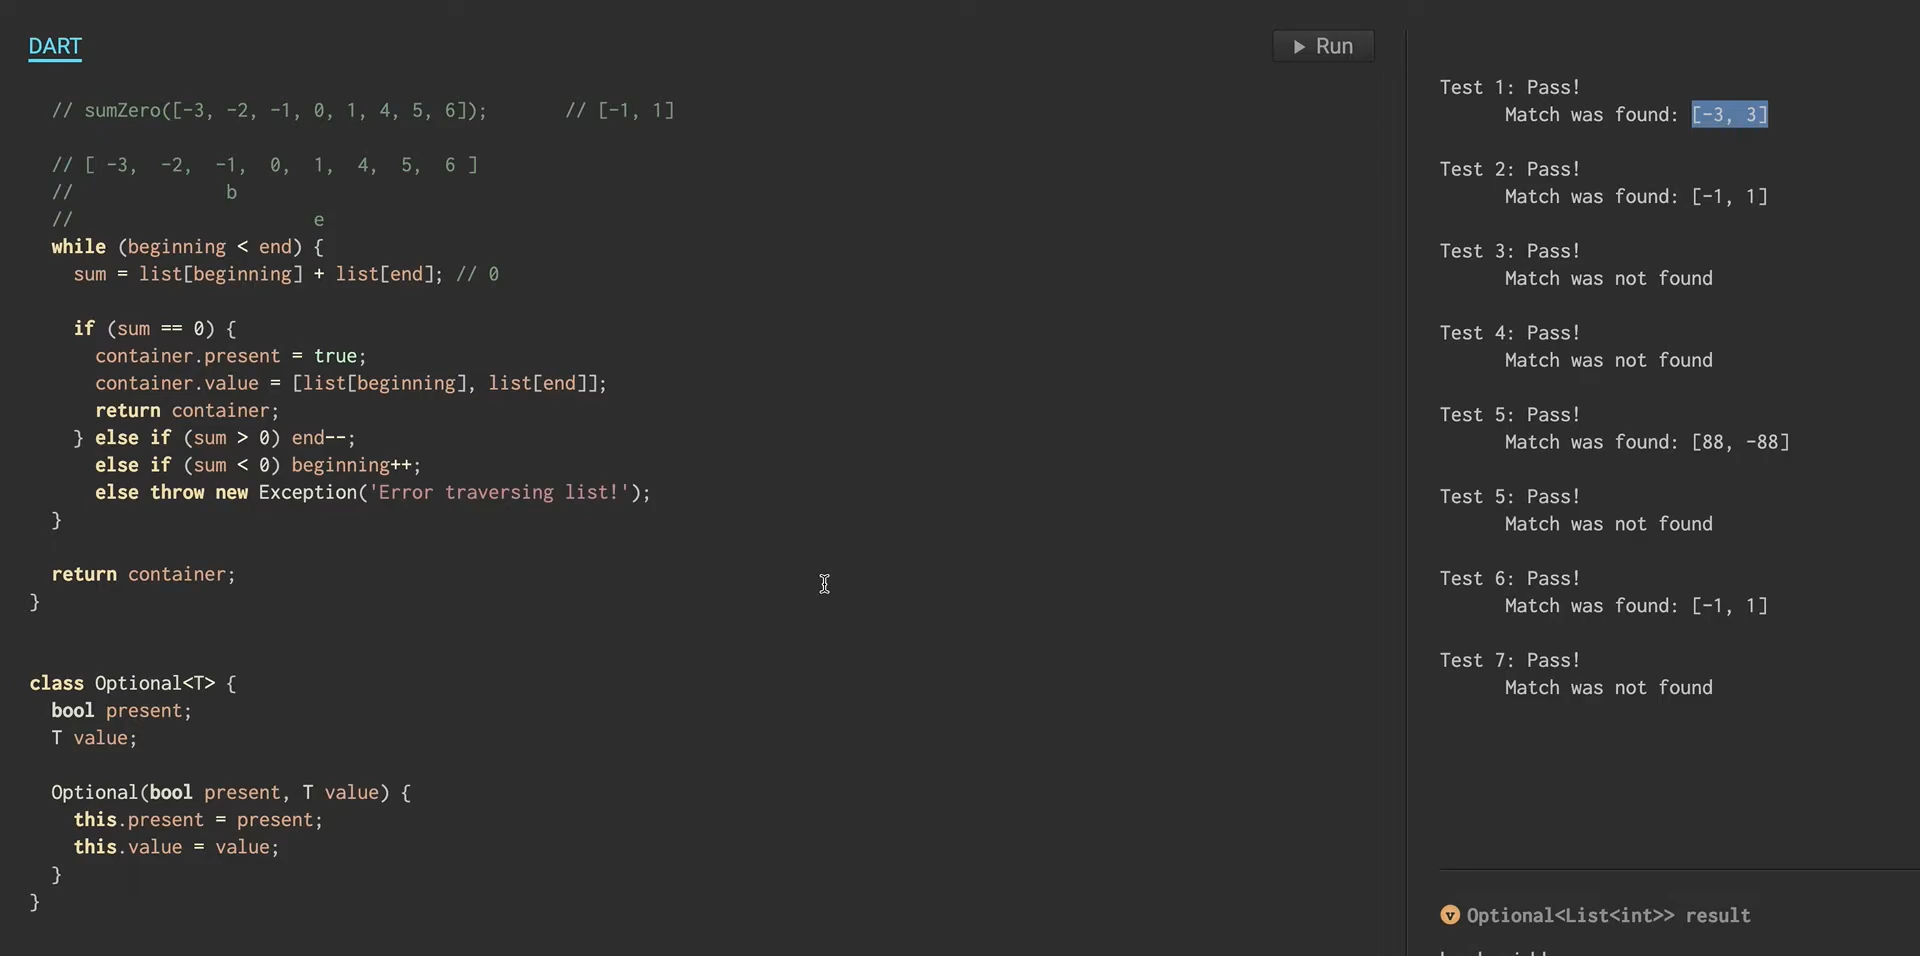 DART
Run
// sumZero([-3, -2, -1, 0, 1, 4, 5, 6]); // [-1, 1]
// [ -3, -2, -1, 0, 1, 4, 5, 6 ]
// b
// e
while (beginning < end) {
sum = list[beginning] + list[end]; // 0
if (sum == 0) {
container.present = true;
container.value = [list[beginning], list[end]];
return container;
} else if (sum > 0) end--;
else if (sum < 0) beginning++;
else throw new Exception('Error traversing list!');
}
return container;
}
class Optional<T> {
bool present;
T value;
Optional(bool present, T value) {
this.present = present;
this.value = value;
}
}
Test 1: Pass!
Match was found: [-3, 3]
Test 2: Pass!
Match was found: [-1, 1]
Test 3: Pass!
Match was not found
Test 4: Pass!
Match was not found
Test 5: Pass!
Match was found: [88, -88]
Test 5: Pass!
Match was not found
Test 6: Pass!
Match was found: [-1, 1]
Test 7: Pass!
Match was not found
v Optional<List<int>> result